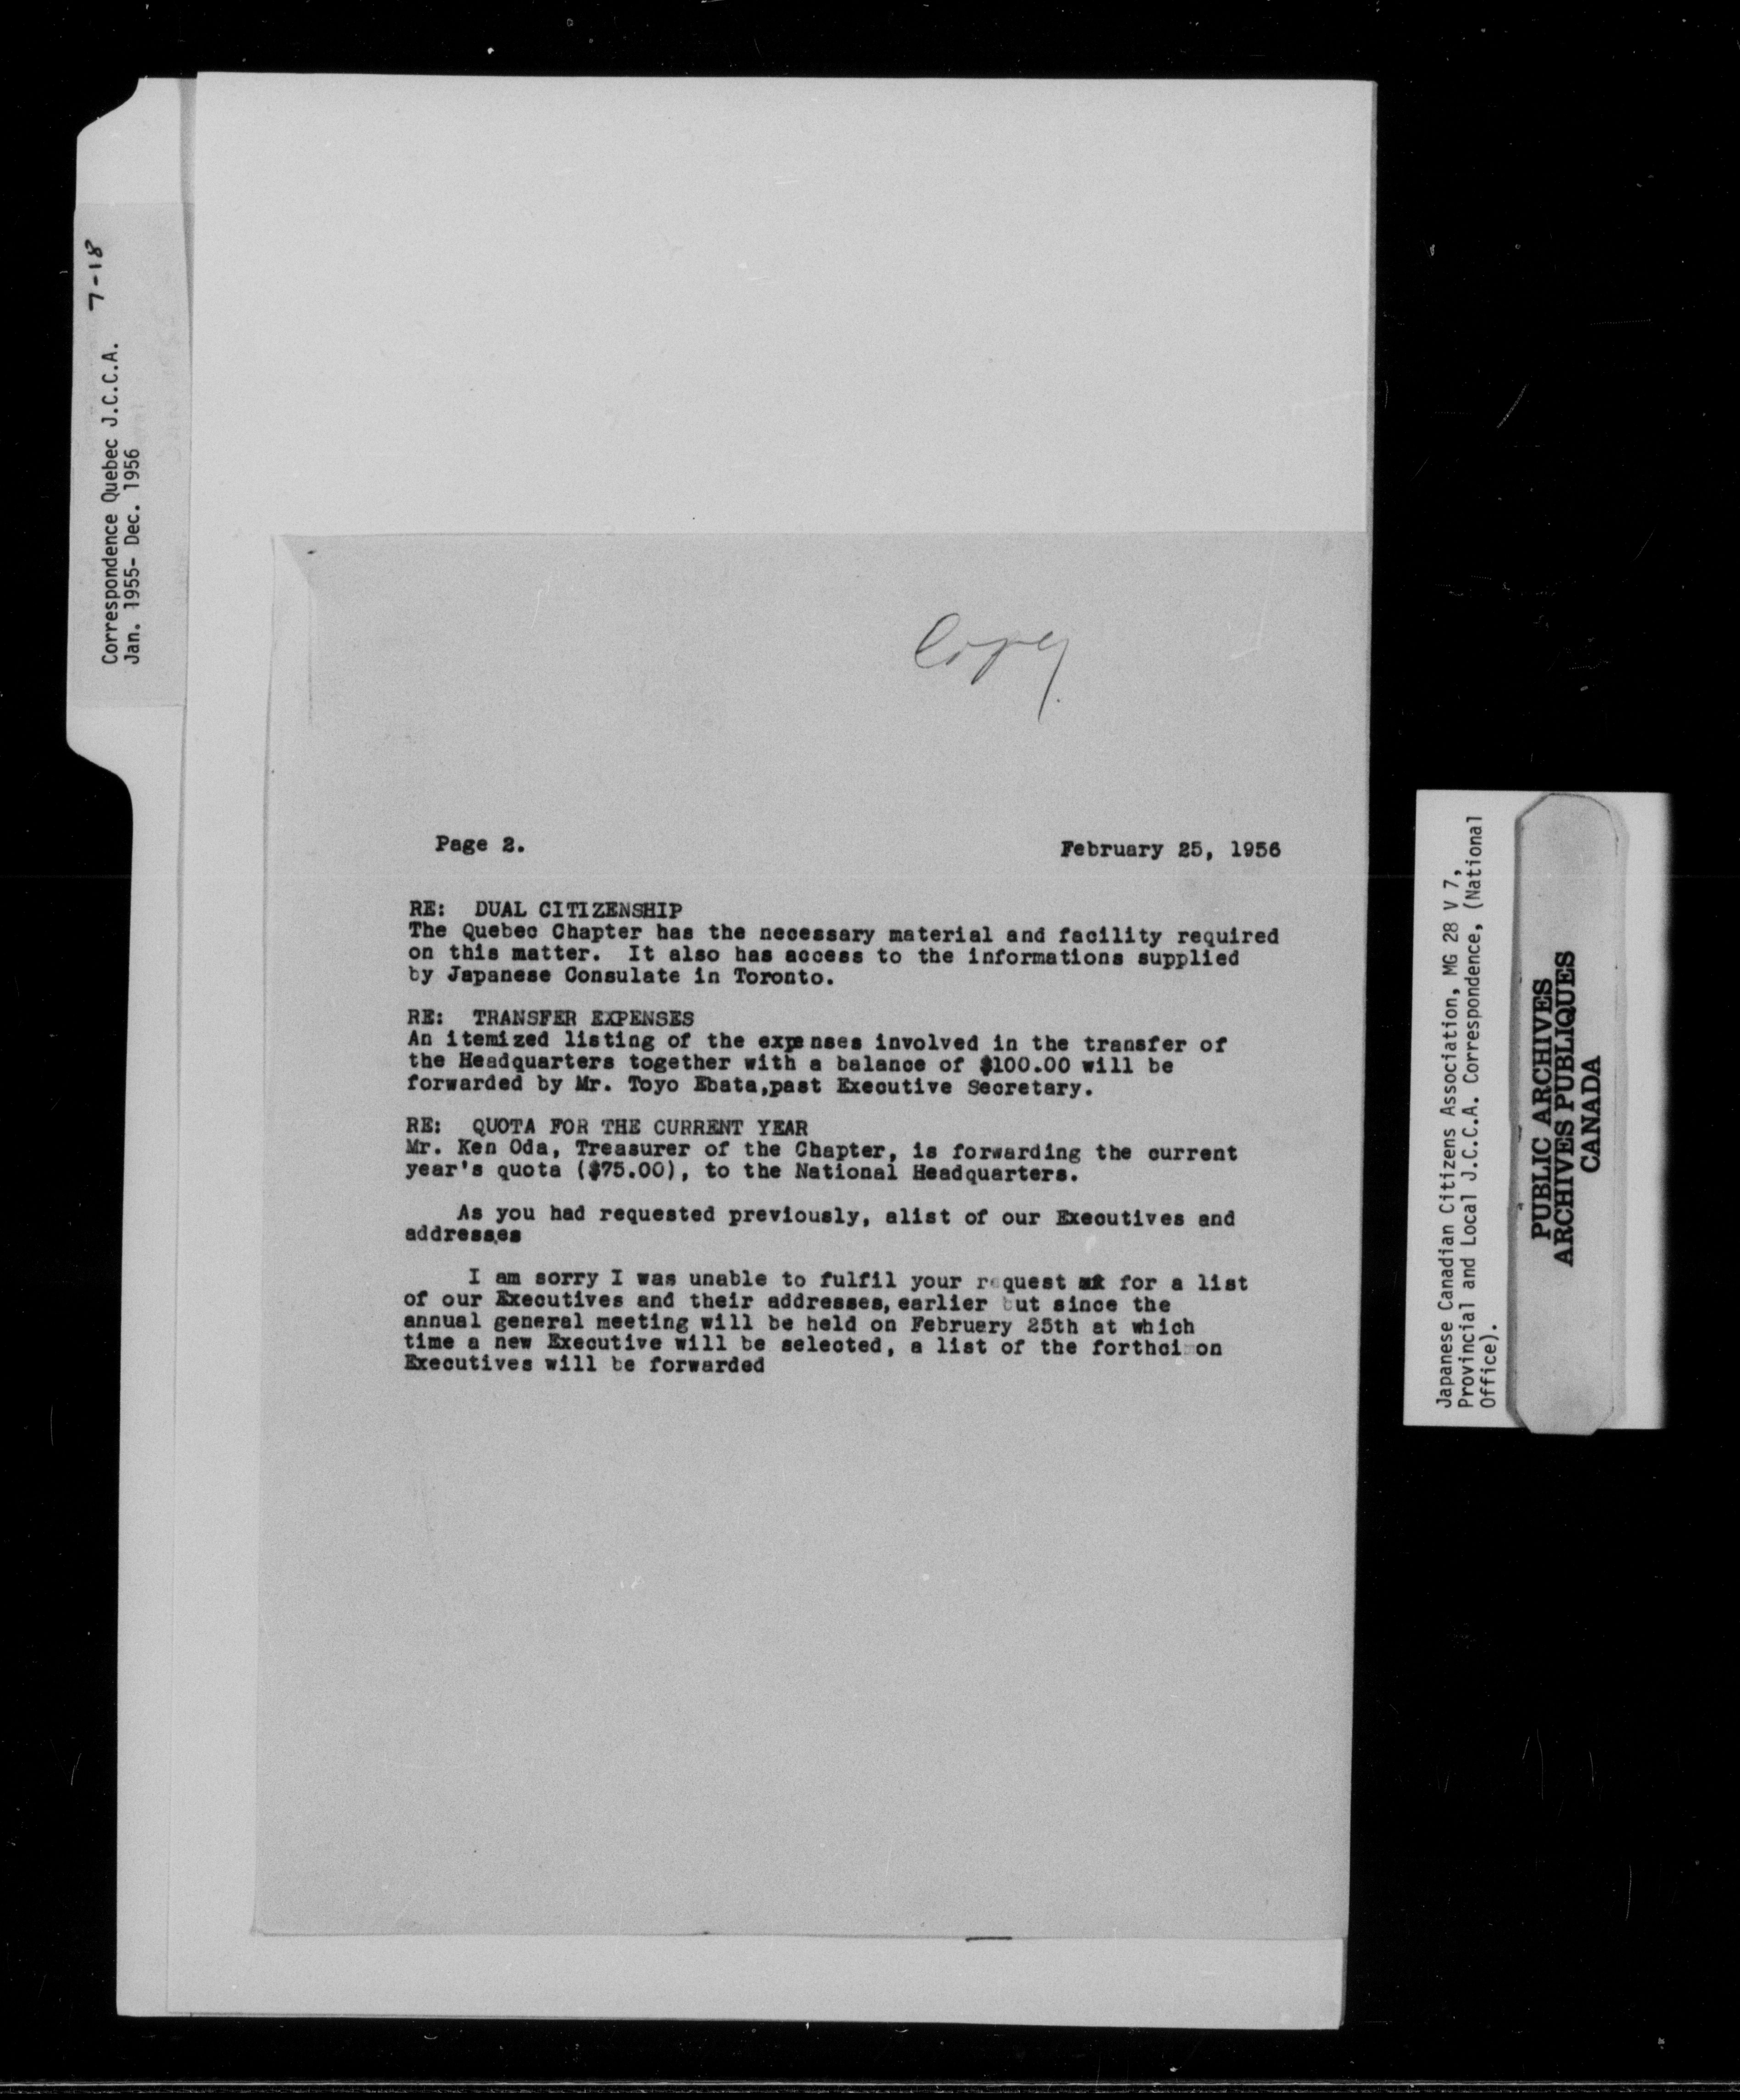 Correspondence Quebec J.C.C.A. 7-18
Jan. 1955- Dec. 1956
Copy
Page 2. February 25, 1956
RE: DUAL CITIZENSHIP
The Quebec Chapter has the necessary material and facility required
on this matter. It also has access to the informations supplied
by Japanese Consulate in Toronto.
RE: TRANSFER EXPENSES
An itemized listing of the expenses involved in the transfer of
the Headquarters together with a balance of $100.00 will be
forwarded by Mr. Toyo Ebata,past Executive Secretary.
RE: QUOTA FOR THE CURRENT YEAR
Mr. Ken Oda, Treasurer of the Chapter, is forwarding the current
year's quota ($75.00), to the National Headquarters.
As you had requested previously, alist of our Executives and
addresses
I am sorry I was unable to fulfil your request for a list
of our Executives and their addresses, earlier but since the
annual general meeting will be held on February 25th at which
time a new Executive will be selected, a list of the
Executives will be forwarded
Japanese Canadian Citizens Association, MG 28 V 7,
Provincial and Local J.C.C.A. Correspondence, (National
Office).
PUBLIC ARCHIVES
ARCHIVES PUBLIQUES
CANADA